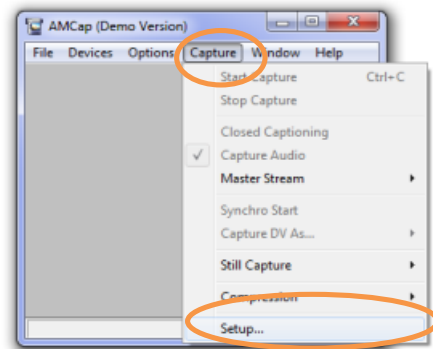 AMCap (Demo Version)
File Devices Options Capture Window Help
Start Capture Ctrl+C
Stop Capture
Closed Captioning
Capture Audio
Master Stream
Synchro Start
Capture DV As...
Still Capture
Compression
Setup...